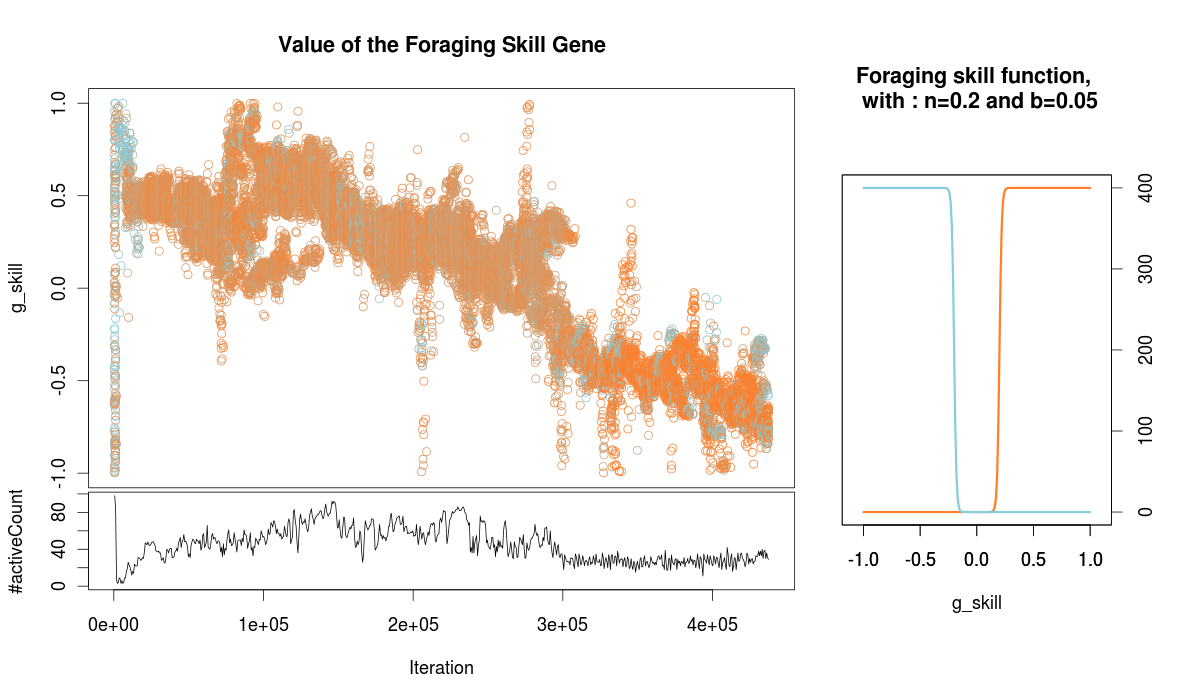 Value of the Foraging Skill Gene
g_skill
1.0
0.5
0.0
-0.5
-1.0
#activeCount
80
40
0
0e+00 1e+05 2e+05 3e+05 4e+05
Iteration
Foraging skill function,
with : n=0.2 and b=0.05
400
300
200
100
0
-1.0 -0.5 0.0 0.5 1.0
g_skill